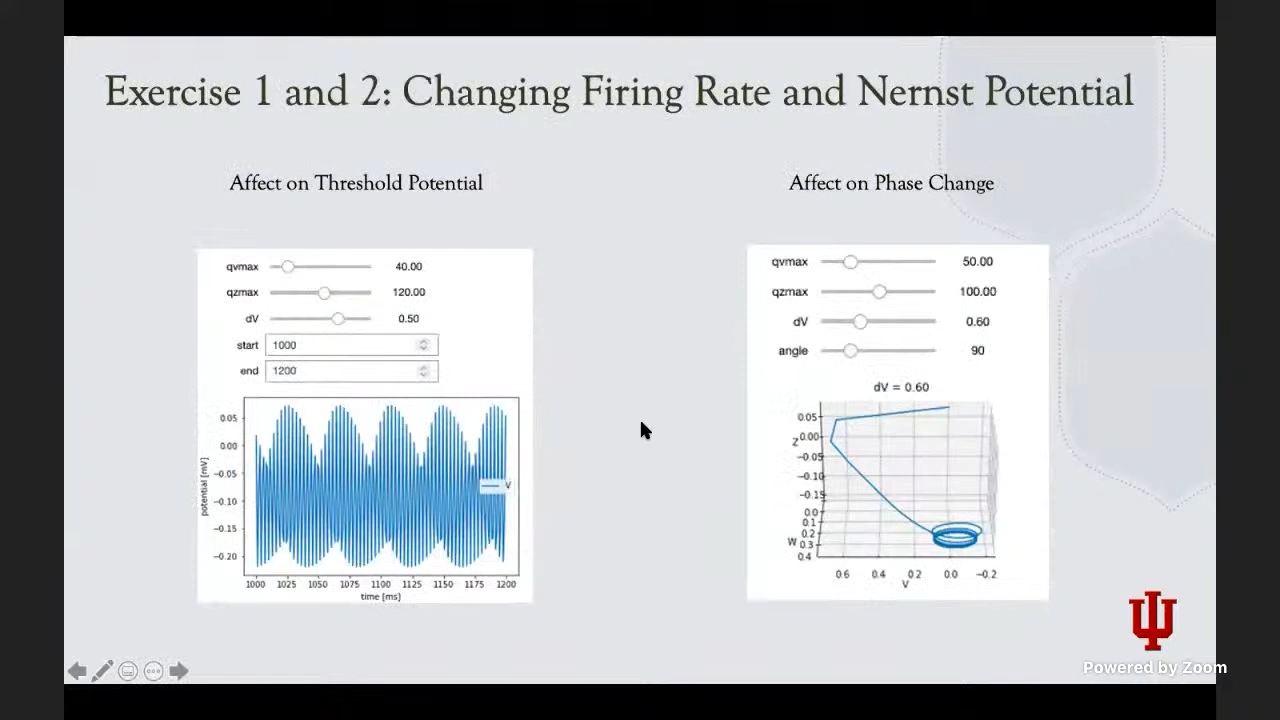 Exercise 1 and 2: Changing Firing Rate and Nernst Potential
Affect on Threshold Potential
qvmax 40.00
qzmax 120.00
dV 0.50
start 1000
end 1200
0.05
0.00
−0.05
−0.10
−0.15
−0.20
potential [mV]
V
1000 1025 1050 1075 1100 1125 1150 1175 1200
time [ms]
Affect on Phase Change
qvmax 50.00
qzmax 100.00
dV 0.60
angle 90
dV = 0.60
0.05
Z 0.00
−0.05
−0.10
−0.15
0.0
0.1
0.2
W 0.3
0.4
0.6 0.4 0.2 0.0 −0.2
V
Powered by Zoom